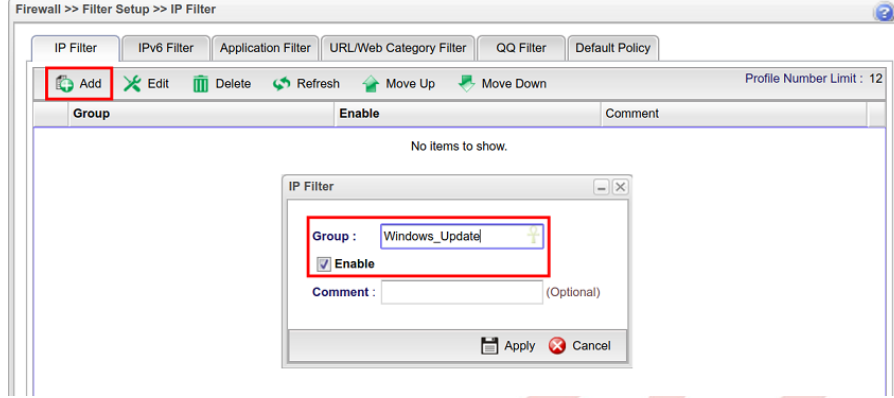 Firewall >> Filter Setup >> IP Filter
IP Filter IPv6 Filter Application Filter URL/Web Category Filter QQ Filter Default Policy
Add Edit Delete Refresh Move Up Move Down Profile Number Limit : 12
Group Enable Comment
No items to show.
IP Filter
Group : Windows_Update
Enable
Comment : (Optional)
Apply Cancel